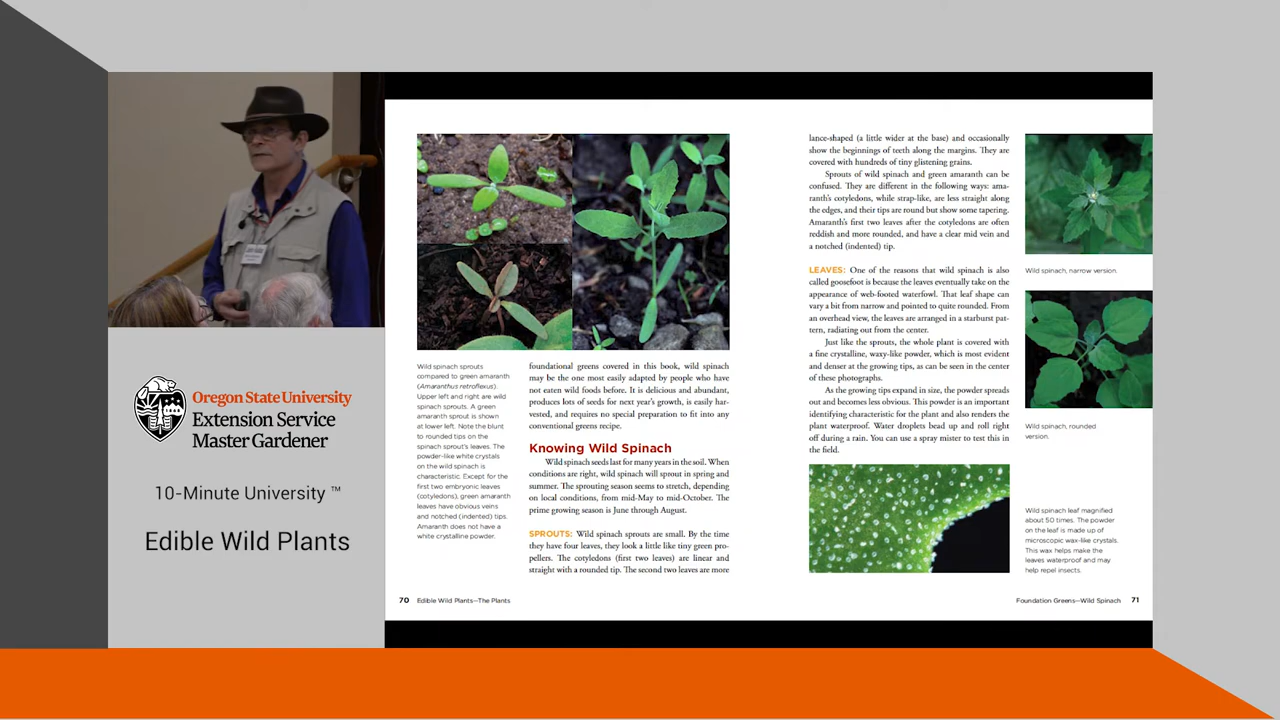 Oregon State University
Extension Service
Master Gardener
10-Minute University ™
Edible Wild Plants
Wild spinach sprouts
compared to green amaranth
(Amaranthus retroflexus).
Upper left and right are wild
spinach sprouts. A green
amaranth sprout is shown
at lower left. Note the blunt
to rounded tips on the
spinach sprout's leaves. The
powder-like white crystals
on the wild spinach is
characteristic. Except for the
first two embryonic leaves
(cotyledons), green amaranth
leaves have obvious veins
and notched (indented) tips.
Amaranth does not have a
white crystalline powder.
foundational greens covered in this book, wild spinach
may be the one most easily adapted by people who have
not eaten wild foods before. It is delicious and abundant,
produces lots of seeds for next year's growth, is easily har-
vested, and requires no special preparation to fit into any
conventional greens recipe.
Knowing Wild Spinach
Wild spinach seeds last for many years in the soil. When
conditions are right, wild spinach will sprout in spring and
summer. The sprouting season seems to stretch, depending
on local conditions, from mid-May to mid-October. The
prime growing season is June through August.
SPROUTS: Wild spinach sprouts are small. By the time
they have four leaves, they look a little like tiny green pro-
pellers. The cotyledons (first two leaves) are linear and
straight with a rounded tip. The second two leaves are more
70 Edible Wild Plants—The Plants
lance-shaped (a little wider at the base) and occasionally
show the beginnings of teeth along the margins. They are
covered with hundreds of tiny glistening grains.
Sprouts of wild spinach and green amaranth can be
confused. They are different in the following ways: ama-
ranth's cotyledons, while strap-like, are less straight along
the edges, and their tips are round but show some tapering.
Amaranth's first two leaves after the cotyledons are often
reddish and more rounded, and have a clear mid vein and
a notched (indented) tip.
LEAVES: One of the reasons that wild spinach is also
called goosefoot is because the leaves eventually take on the
appearance of web-footed waterfowl. That leaf shape can
vary a bit from narrow and pointed to quite rounded. From
an overhead view, the leaves are arranged in a starburst pat-
tern, radiating out from the center.
Just like the sprouts, the whole plant is covered with
a fine crystalline, waxy-like powder, which is most evident
and denser at the growing tips, as can be seen in the center
of these photographs.
As the growing tips expand in size, the powder spreads
out and becomes less obvious. This powder is an important
identifying characteristic for the plant and also renders the
plant waterproof. Water droplets bead up and roll right
off during a rain. You can use a spray mister to test this in
the field.
Wild spinach, narrow version.
Wild spinach, rounded
version.
Wild spinach leaf magnified
about 50 times. The powder
on the leaf is made up of
microscopic wax-like crystals.
This wax helps make the
leaves waterproof and may
help repel insects.
Foundation Greens—Wild Spinach 71